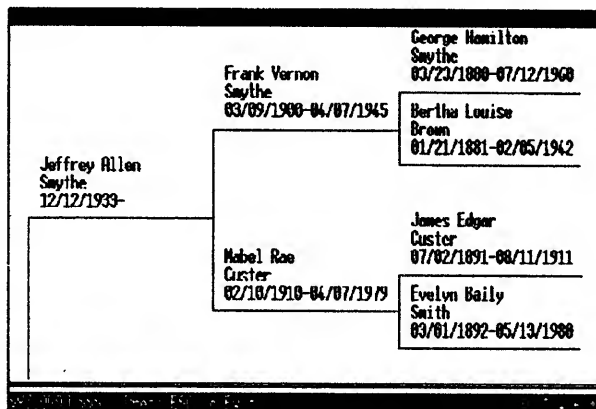 George Hamilton
Smythe
03/23/1880-07/12/1960
Frank Vernon
Smythe
03/09/1900-04/07/1945
Bertha Louise
Brown
01/21/1881-02/05/1942
Jeffrey Allen
Smythe
12/12/1933-
James Edgar
Custer
07/02/1891-08/11/1911
Mabel Rae
Custer
02/10/1910-04/07/1979
Evelyn Baily
Smith
03/01/1892-05/13/1980